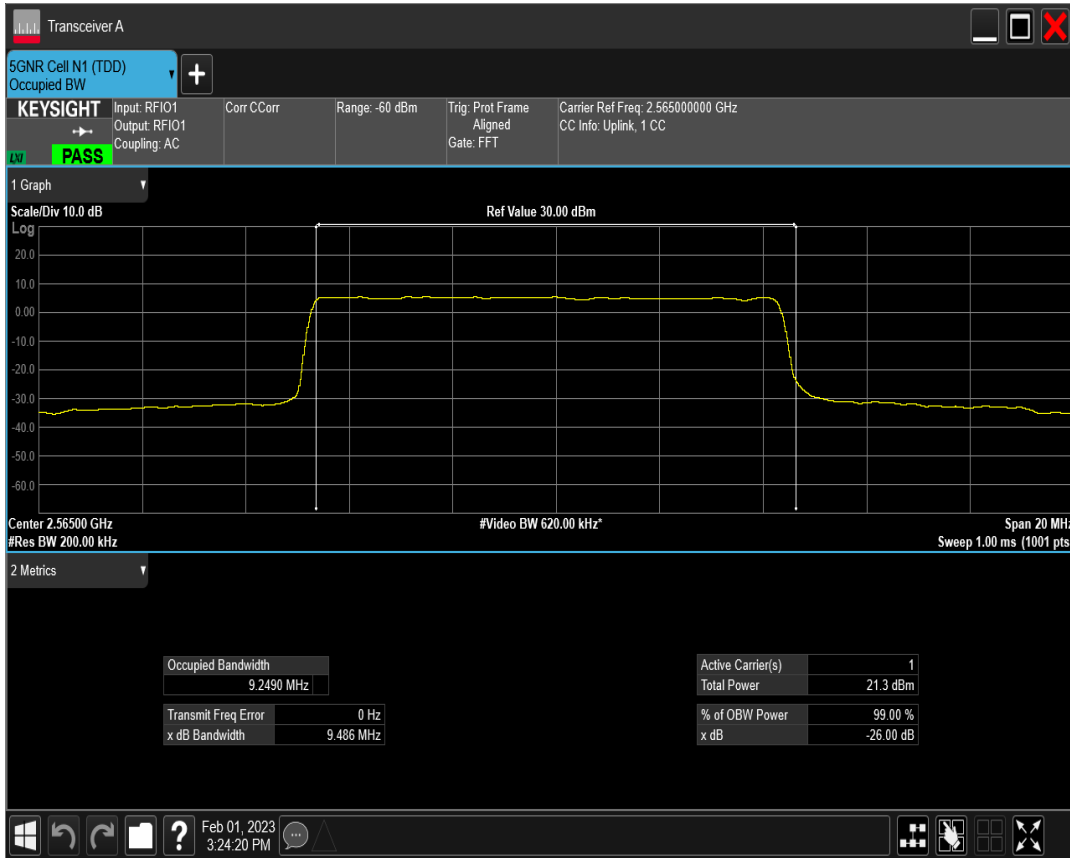 Transceiver A
5GNR Cell N1 (TDD)
Occupied BW
KEYSIGHT
LXI
PASS
Input: RFIO1
Output: RFIO1
Coupling: AC
Corr CCorr
Range: -60 dBm
Trig: Prot Frame
Aligned
Gate: FFT
Carrier Ref Freq: 2.565000000 GHz
CC Info: Uplink, 1 CC
1 Graph
Scale/Div 10.0 dB
Ref Value 30.00 dBm
Log
20.0
10.0
0.00
-10.0
-20.0
-30.0
-40.0
-50.0
-60.0
Center 2.56500 GHz
#Video BW 620.00 kHz*
Span 20 MHz
#Res BW 200.00 kHz
Sweep 1.00 ms (1001 pts
2 Metrics
Occupied Bandwidth
9.2490 MHz
Transmit Freq Error 0 Hz
x dB Bandwidth 9.486 MHz
Active Carrier(s) 1
Total Power 21.3 dBm
% of OBW Power 99.00 %
x dB -26.00 dB
?
Feb 01, 2023
3:24:20 PM